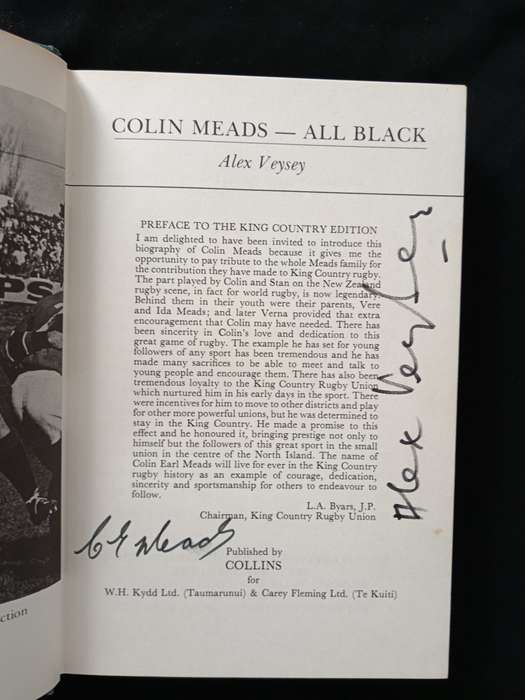 COLIN MEADS — ALL BLACK
Alex Veysey
PREFACE TO THE KING COUNTRY EDITION
I am delighted to have been invited to introduce this
biography of Colin Meads because it gives me the
opportunity to pay tribute to the whole Meads family for
the contribution they have made to King Country rugby.
The part played by Colin and Stan on the New Zealand
rugby scene, in fact for world rugby, is now legendary.
Behind them in their youth were their parents, Vere
and Ida Meads; and later Verna provided that extra
encouragement that Colin may have needed. There has
been sincerity in Colin's love and dedication to this
great game of rugby. The example he has set for young
followers of any sport has been tremendous and he has
made many sacrifices to be able to meet and talk to
young people and encourage them. There has also been
tremendous loyalty to the King Country Rugby Union
which nurtured him in his early days in the sport. There
were incentives for him to move to other districts and play
for other more powerful unions, but he was determined to
stay in the King Country. He made a promise to this
effect and he honoured it, bringing prestige not only to
himself but the followers of this great sport in the small
union in the centre of the North Island. The name of
Colin Earl Meads will live for ever in the King Country
rugby history as an example of courage, dedication,
sincerity and sportsmanship for others to endeavour to
follow.
L.A. Byars, J.P.
Chairman, King Country Rugby Union
C E Meads
Published by
COLLINS
for
W.H. Kydd Ltd. (Taumarunui) & Carey Fleming Ltd. (Te Kuiti)
Alex Veysey
PS
ction